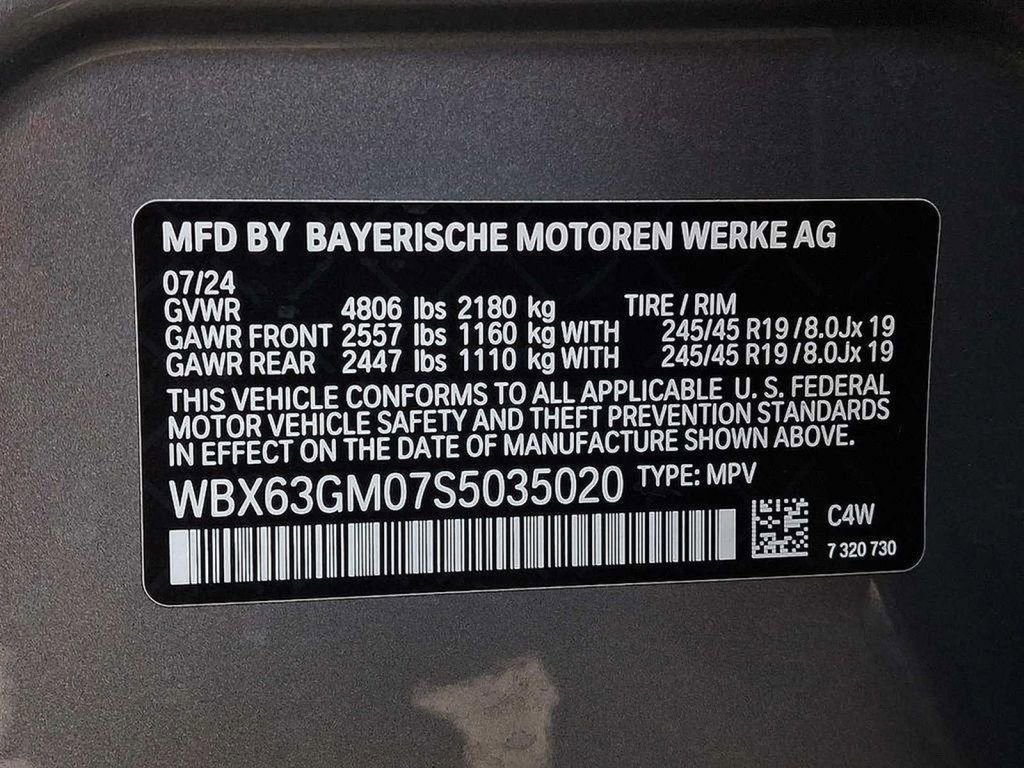 MFD BY BAYERISCHE MOTOREN WERKE AG
07/24
GVWR 4806 lbs 2180 kg TIRE / RIM
GAWR FRONT 2557 lbs 1160 kg WITH 245/45 R19 / 8.0Jx 19
GAWR REAR 2447 lbs 1110 kg WITH 245/45 R19 / 8.0Jx 19
THIS VEHICLE CONFORMS TO ALL APPLICABLE U. S. FEDERAL
MOTOR VEHICLE SAFETY AND THEFT PREVENTION STANDARDS
IN EFFECT ON THE DATE OF MANUFACTURE SHOWN ABOVE.
WBX63GM07S5035020 TYPE: MPV
C4W
7 320 730